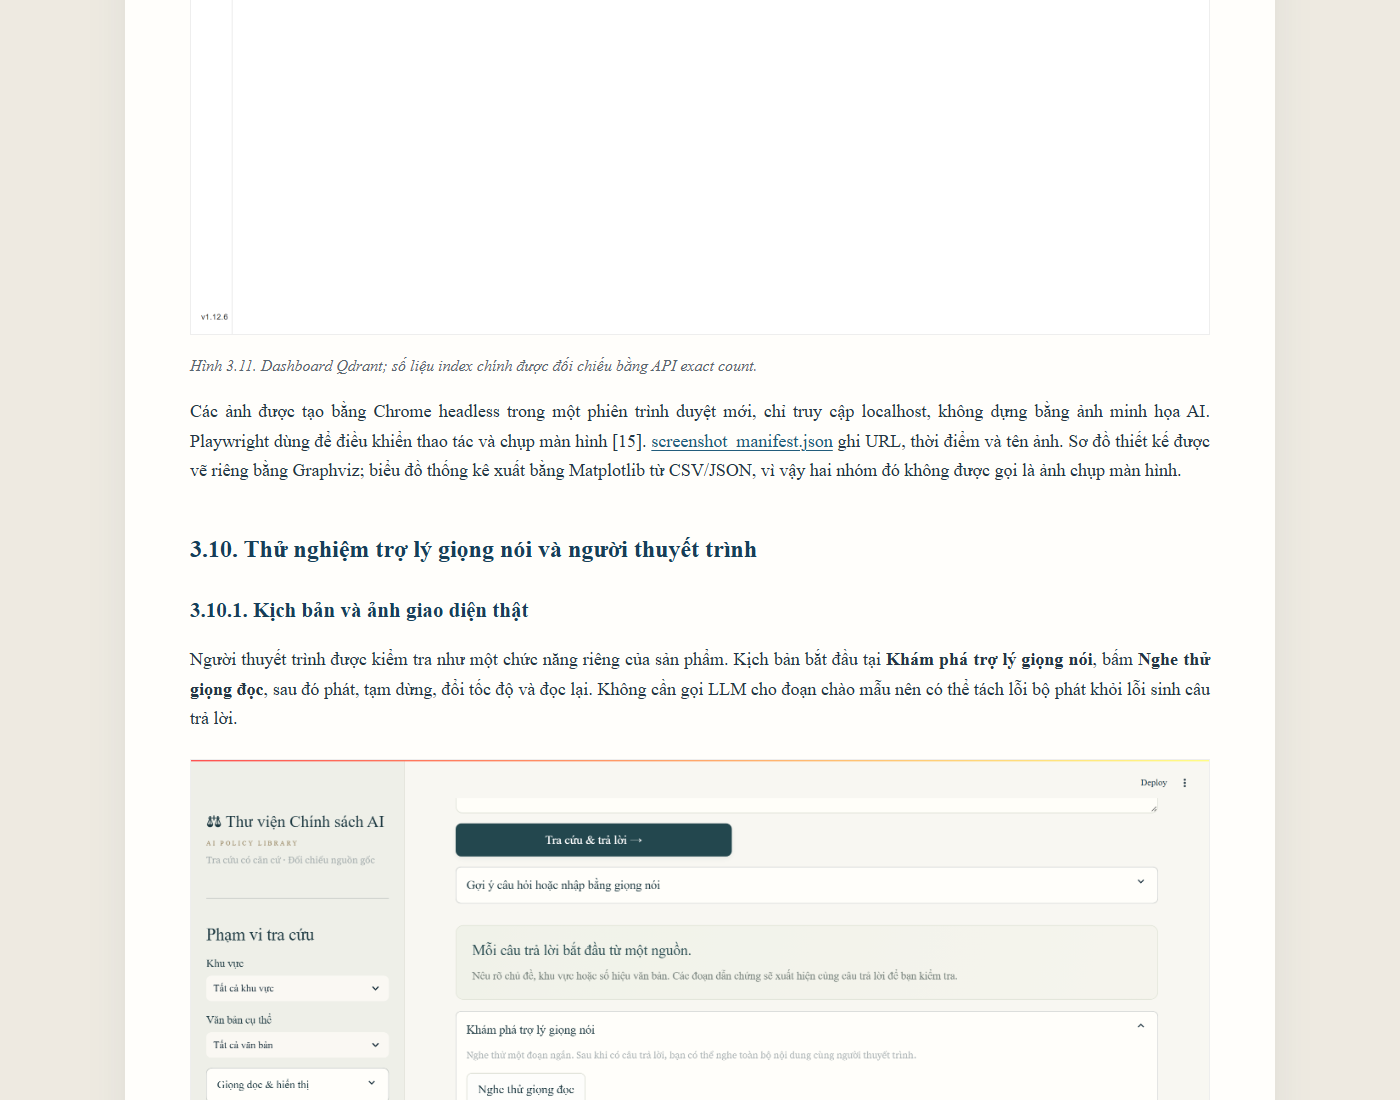 v1.12.6
Hình 3.11. Dashboard Qdrant; số liệu index chính được đối chiếu bằng API exact count.
Các ảnh được tạo bằng Chrome headless trong một phiên trình duyệt mới, chỉ truy cập localhost, không dựng bằng ảnh minh họa AI.
Playwright dùng để điều khiển thao tác và chụp màn hình [15]. screenshot_manifest.json ghi URL, thời điểm và tên ảnh. Sơ đồ thiết kế được
vẽ riêng bằng Graphviz; biểu đồ thống kê xuất bằng Matplotlib từ CSV/JSON, vì vậy hai nhóm đó không được gọi là ảnh chụp màn hình.
3.10. Thử nghiệm trợ lý giọng nói và người thuyết trình
3.10.1. Kịch bản và ảnh giao diện thật
Người thuyết trình được kiểm tra như một chức năng riêng của sản phẩm. Kịch bản bắt đầu tại Khám phá trợ lý giọng nói, bấm Nghe thử
giọng đọc, sau đó phát, tạm dừng, đổi tốc độ và đọc lại. Không cần gọi LLM cho đoạn chào mẫu nên có thể tách lỗi bộ phát khỏi lỗi sinh câu
trả lời.
Deploy
Thư viện Chính sách AI
AI POLICY LIBRARY
Tra cứu có căn cứ · Đối chiếu nguồn gốc
Phạm vi tra cứu
Khu vực
Tất cả khu vực
Văn bản cụ thể
Tất cả văn bản
Giọng đọc & hiển thị
Tra cứu & trả lời →
Gợi ý câu hỏi hoặc nhập bằng giọng nói
Mỗi câu trả lời bắt đầu từ một nguồn.
Nêu rõ chủ đề, khu vực hoặc số hiệu văn bản. Các đoạn dẫn chứng sẽ xuất hiện cùng câu trả lời để bạn kiểm tra.
Khám phá trợ lý giọng nói
Nghe thử một đoạn ngắn. Sau khi có câu trả lời, bạn có thể nghe toàn bộ nội dung cùng người thuyết trình.
Nghe thử giọng đọc